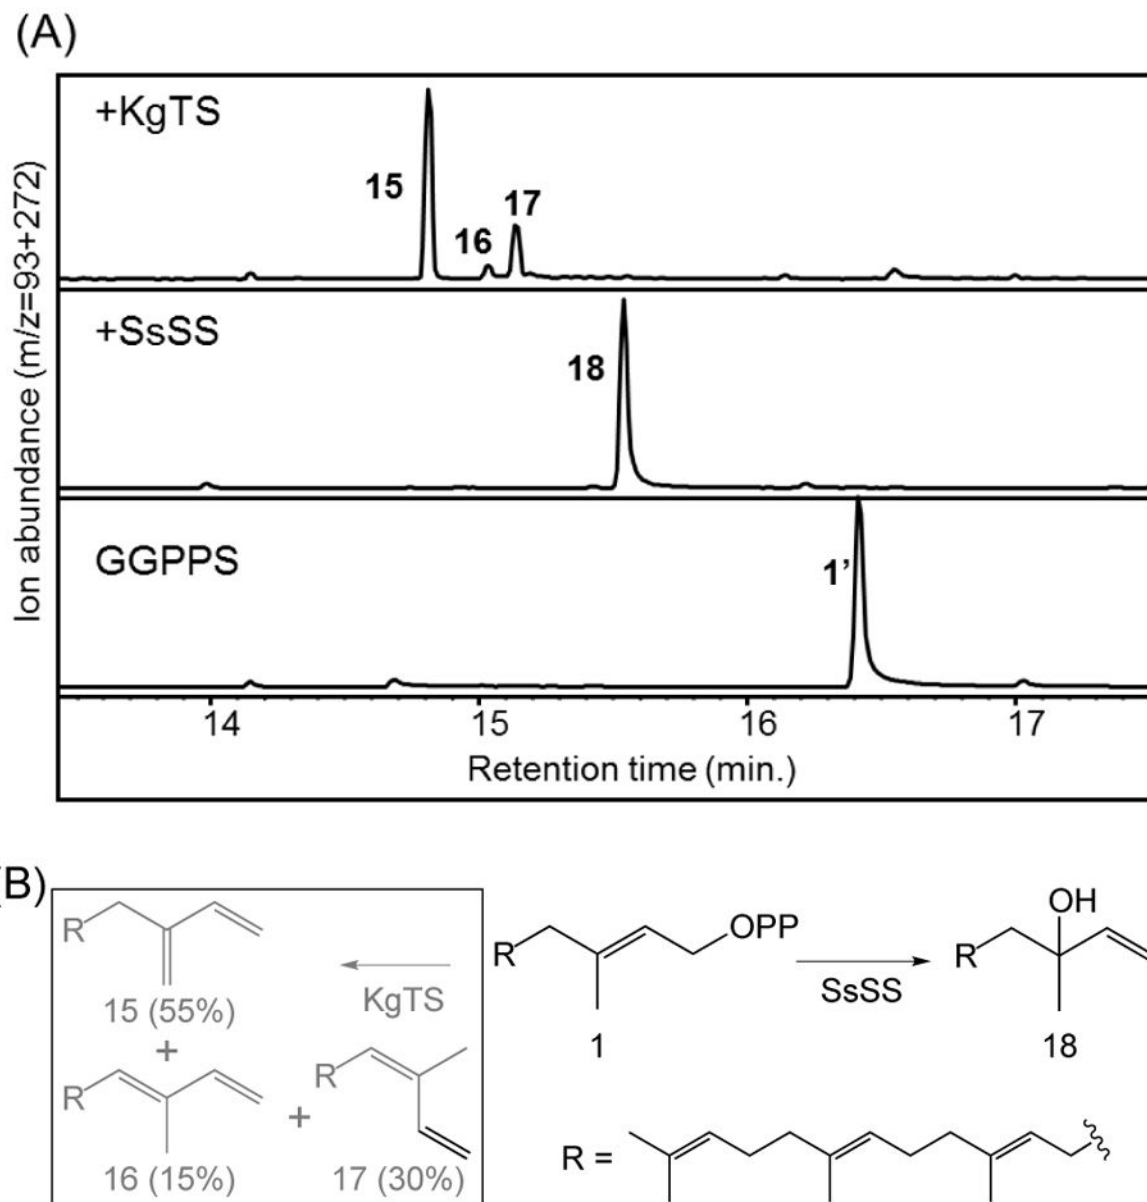 (A)
+KgTS
15
16
17
+SsSS
18
GGPPS
1’
Ion abundance (m/z=93+272)
14 15 16 17
Retention time (min.)
(B)
R
15 (55%)
+
R
16 (15%)
+
R
17 (30%)
KgTS
R
OPP
1
SsSS
OH
R
18
R =